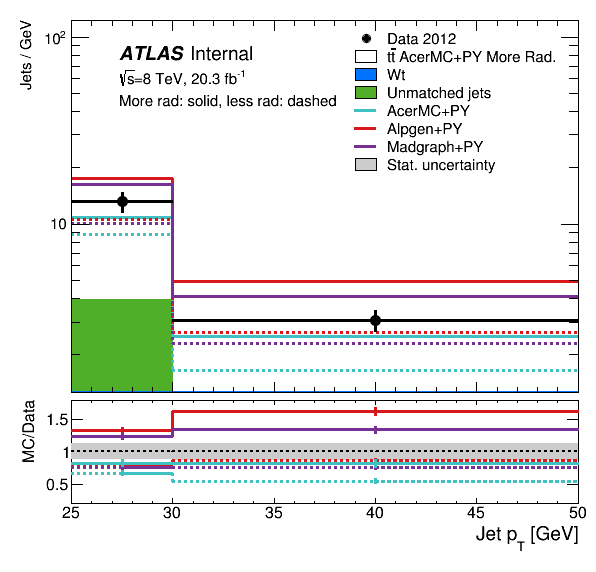 Jets / GeV
10²
10
ATLAS Internal
√s=8 TeV, 20.3 fb⁻¹
More rad: solid, less rad: dashed
Data 2012
tt̄ AcerMC+PY More Rad.
Wt
Unmatched jets
AcerMC+PY
Alpgen+PY
Madgraph+PY
Stat. uncertainty
MC/Data
1.5
1
0.5
25 30 35 40 45 50
Jet p_T [GeV]